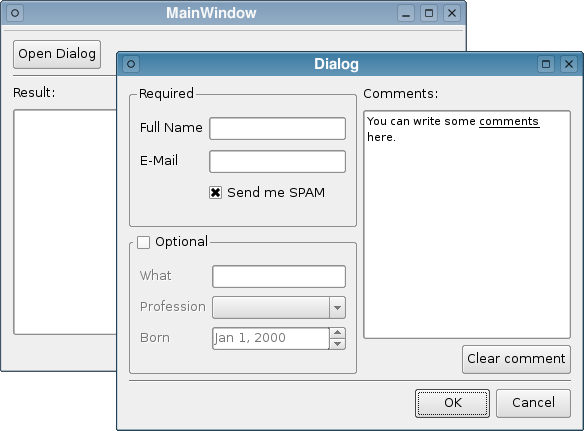 MainWindow
Open Dialog
Result:
Dialog
Required
Full Name
E-Mail
Send me SPAM
Optional
What
Profession
Born
Jan 1, 2000
Comments:
You can write some comments
here.
Clear comment
OK
Cancel